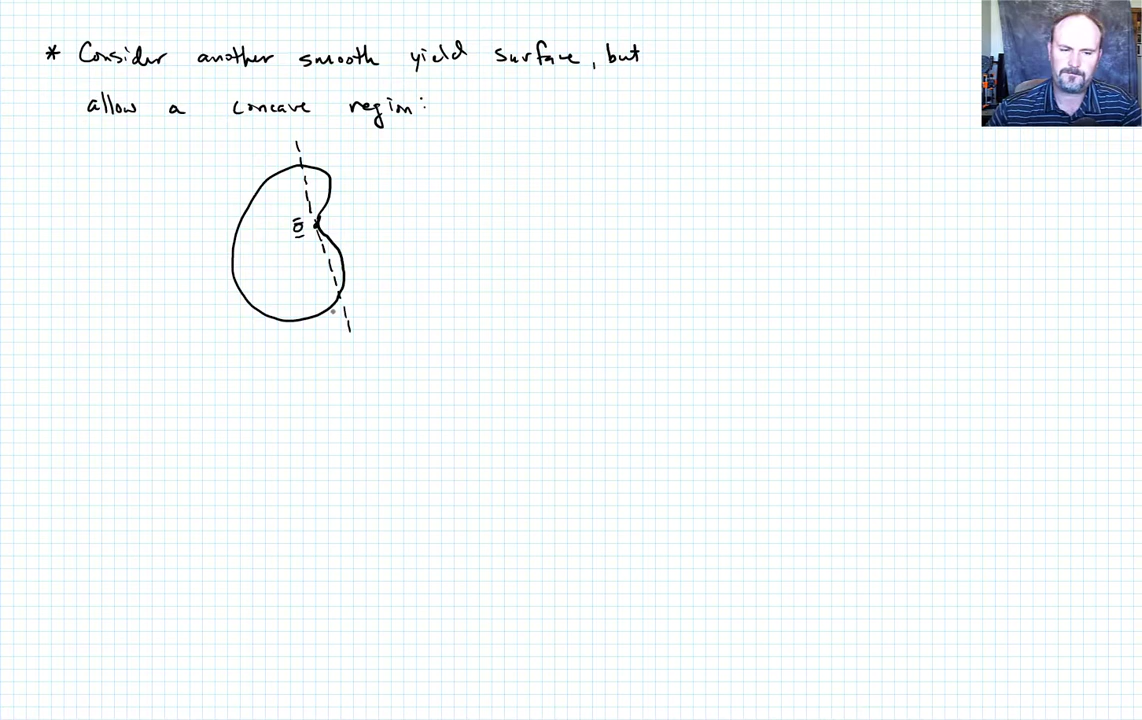 * Consider another smooth yield surface, but
allow a concave region:
σ